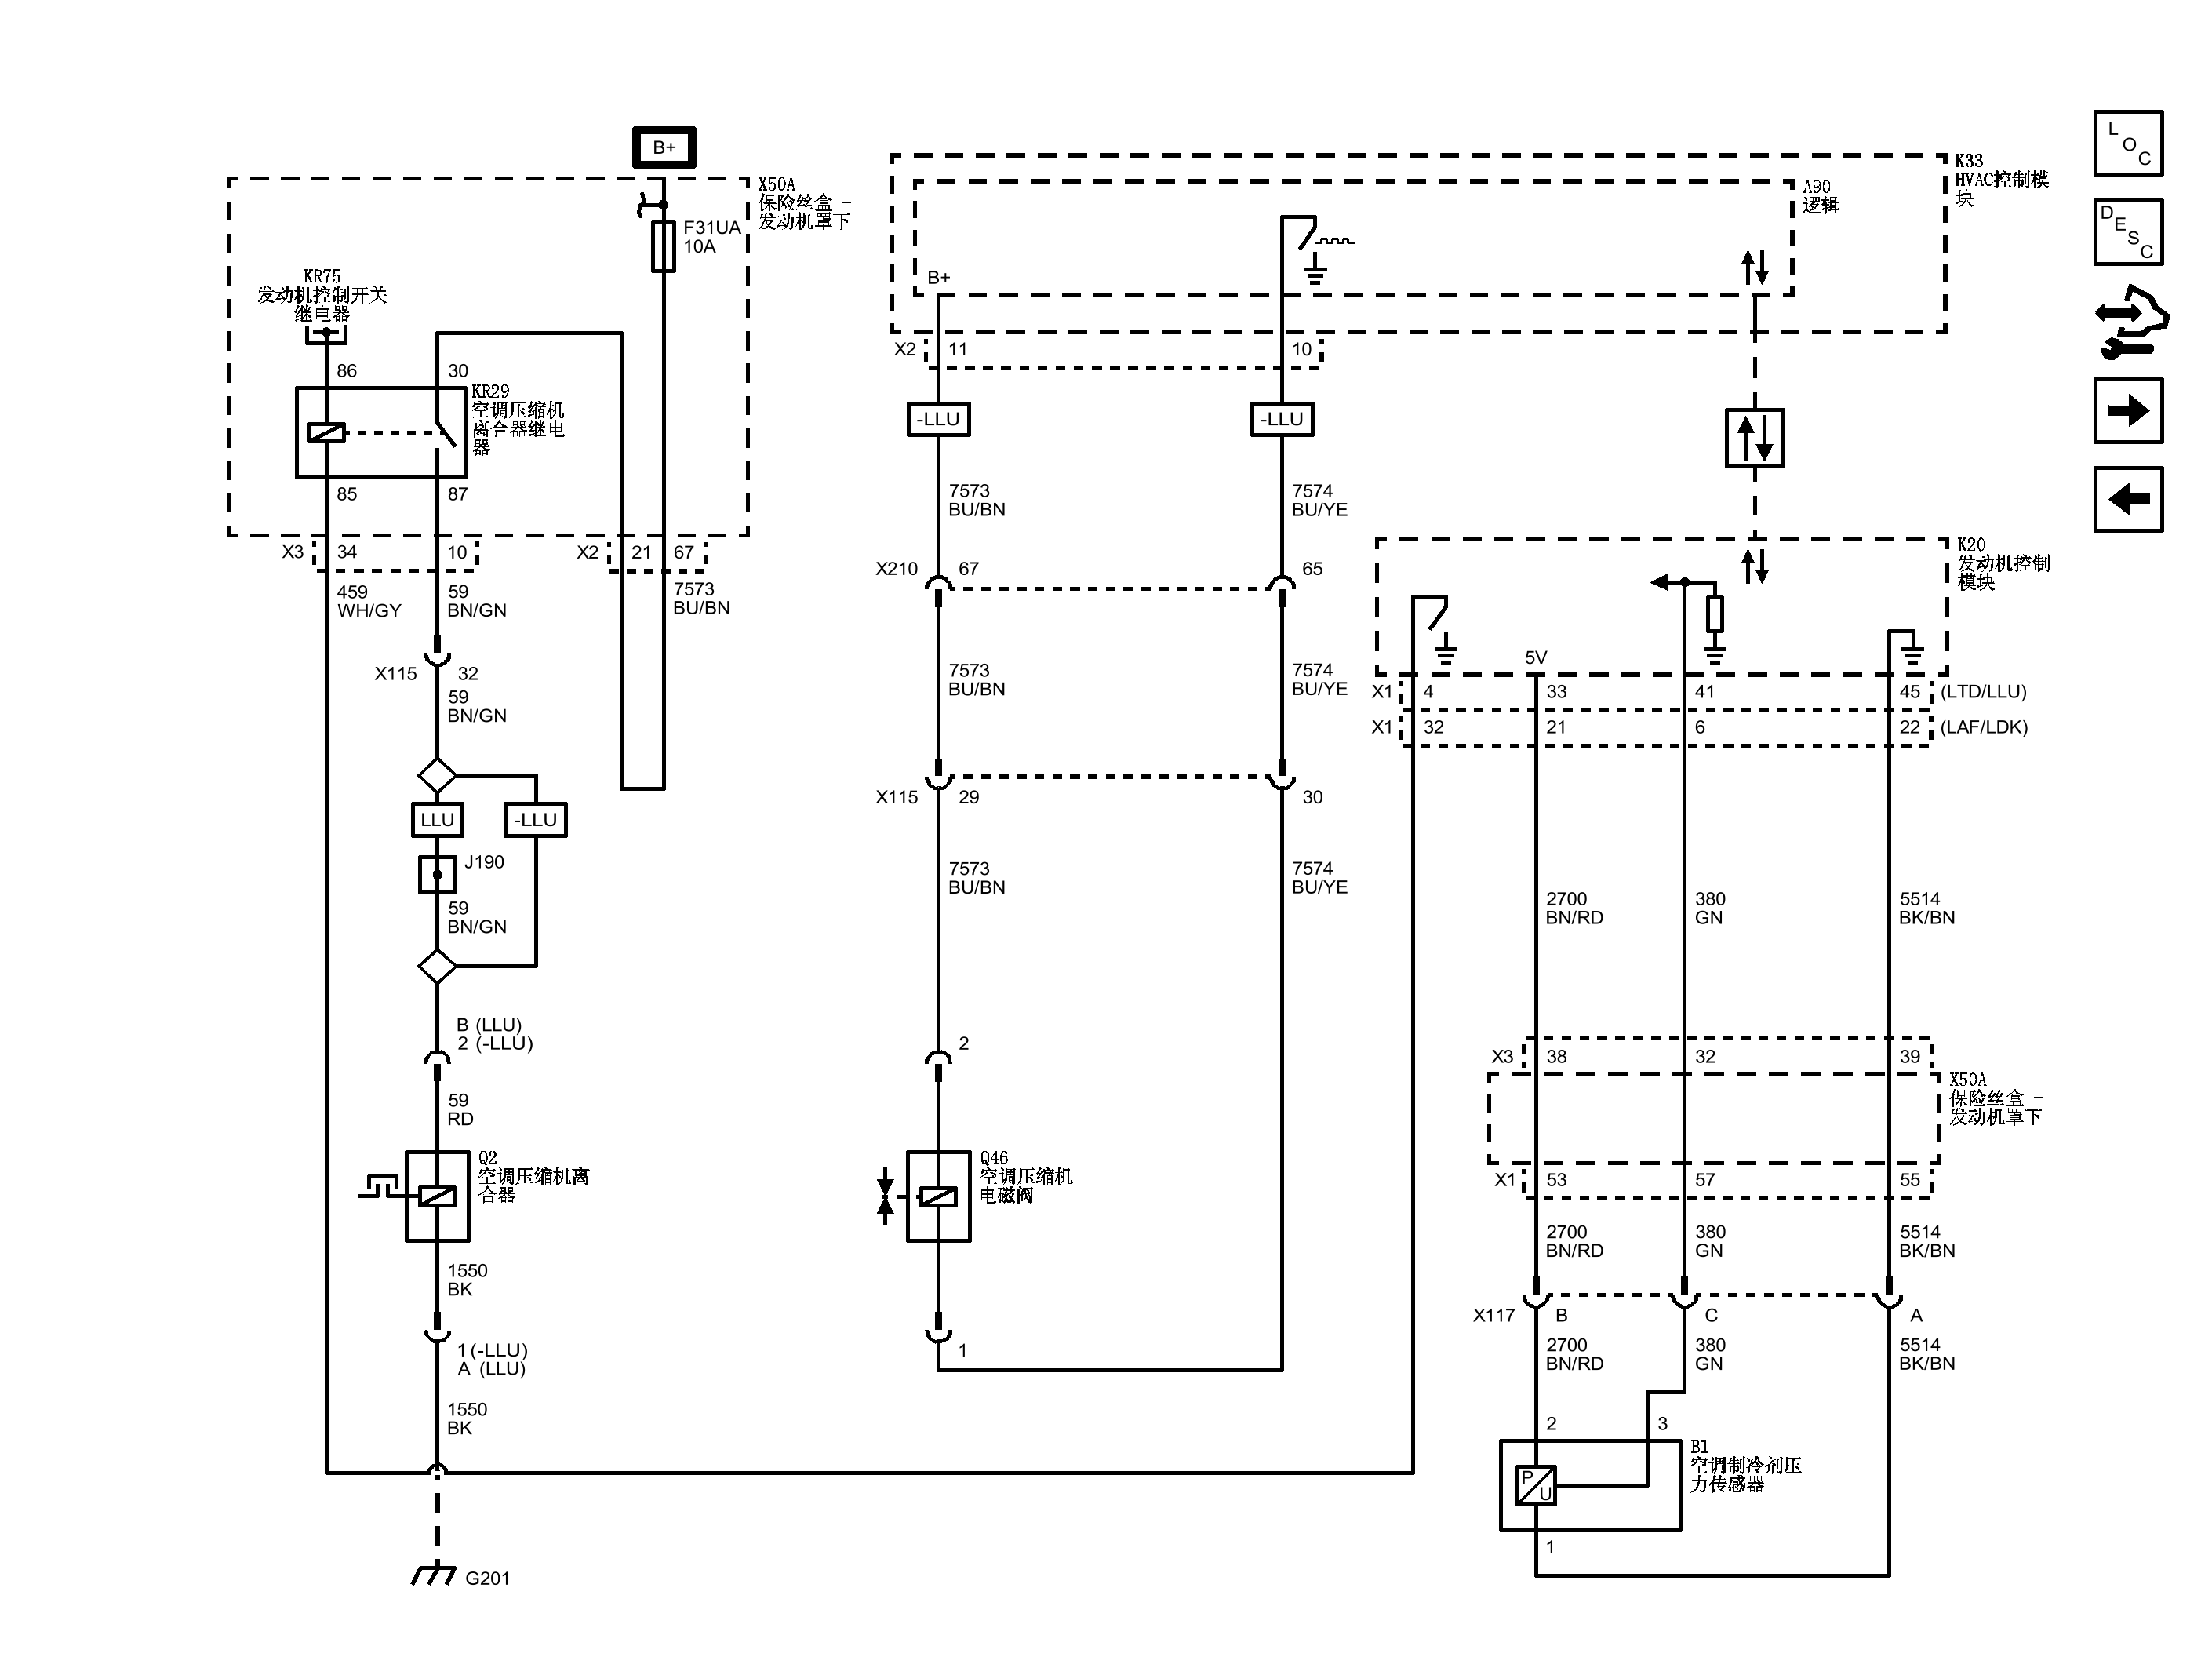 B+
X50A
保险丝盒 -
发动机罩下
F31UA
10A
KR75
发动机控制开关
继电器
86
30
KR29
空调压缩机
离合器继电
器
85
87
X3
34
10
X2
21
67
459
WH/GY
59
BN/GN
7573
BU/BN
X115
32
59
BN/GN
LLU
-LLU
J190
59
BN/GN
B (LLU)
2 (-LLU)
59
RD
Q2
空调压缩机离
合器
1550
BK
1 (-LLU)
A (LLU)
1550
BK
G201
K33
HVAC控制模
块
A90
逻辑
B+
X2
11
10
-LLU
-LLU
7573
BU/BN
7574
BU/YE
X210
67
65
7573
BU/BN
7574
BU/YE
X115
29
30
7573
BU/BN
7574
BU/YE
2
Q46
空调压缩机
电磁阀
1
K20
发动机控制
模块
5V
X1
4
33
41
45
(LTD/LLU)
X1
32
21
6
22
(LAF/LDK)
2700
BN/RD
380
GN
5514
BK/BN
X3
38
32
39
X50A
保险丝盒 -
发动机罩下
X1
53
57
55
2700
BN/RD
380
GN
5514
BK/BN
X117
B
C
A
2700
BN/RD
380
GN
5514
BK/BN
2
3
B1
空调制冷剂压
力传感器
P
U
1
LOC
DESC